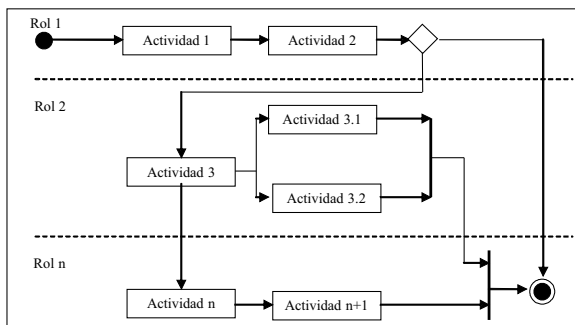 Rol 1
Actividad 1
Actividad 2
Rol 2
Actividad 3.1
Actividad 3
Actividad 3.2
Rol n
Actividad n
Actividad n+1